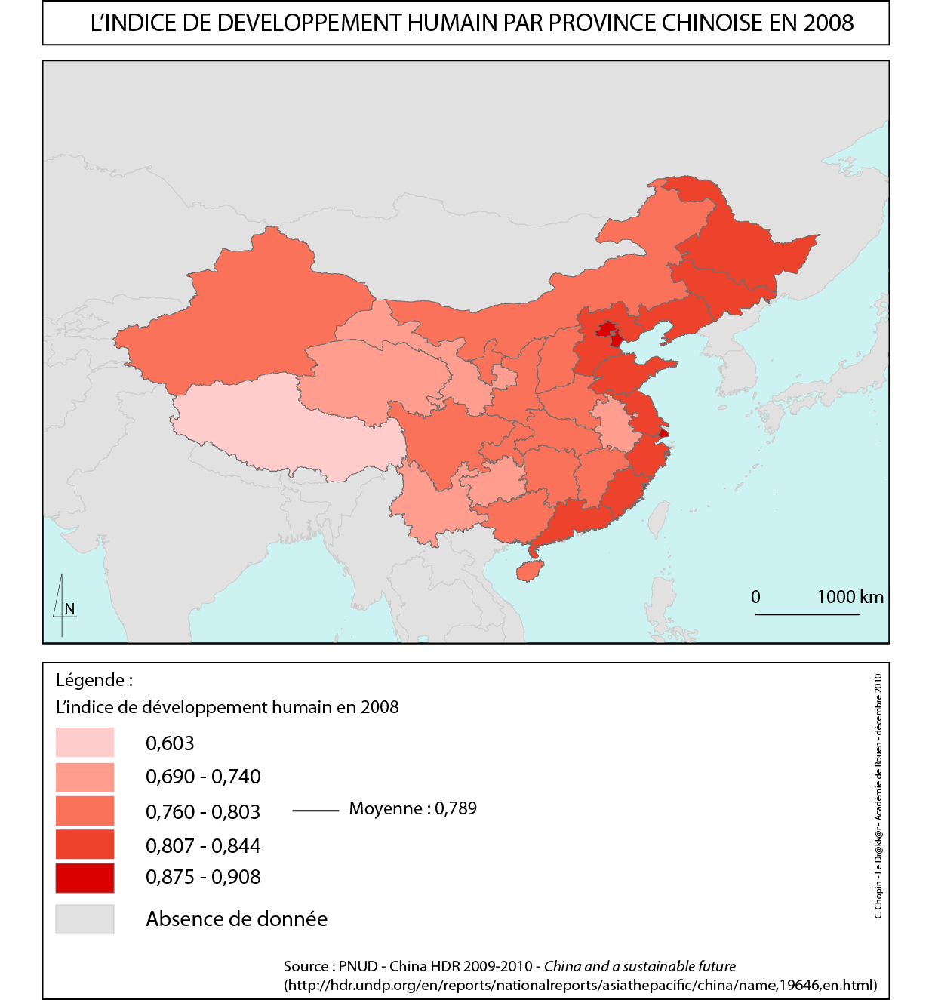 L’INDICE DE DEVELOPPEMENT HUMAIN PAR PROVINCE CHINOISE EN 2008
N
0 1000 km
Légende :
L’indice de développement humain en 2008
0,603
0,690 - 0,740
0,760 - 0,803 Moyenne : 0,789
0,807 - 0,844
0,875 - 0,908
Absence de donnée
Source : PNUD - China HDR 2009-2010 - China and a sustainable future
(http://hdr.undp.org/en/reports/nationalreports/asiathepacific/china/name,19646,en.html)
C. Chopin - Le Dr@kk@r - Académie de Rouen - décembre 2010